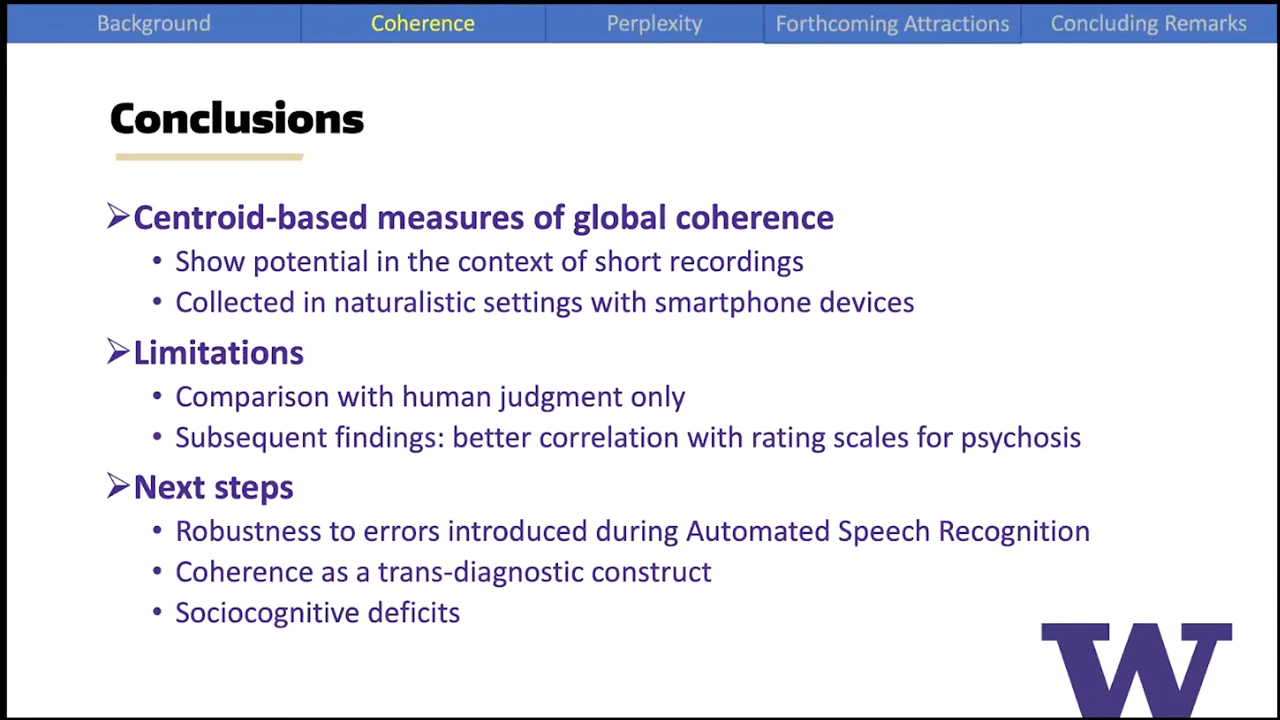 Background Coherence Perplexity Forthcoming Attractions Concluding Remarks
Conclusions
➢Centroid-based measures of global coherence
• Show potential in the context of short recordings
• Collected in naturalistic settings with smartphone devices
➢Limitations
• Comparison with human judgment only
• Subsequent findings: better correlation with rating scales for psychosis
➢Next steps
• Robustness to errors introduced during Automated Speech Recognition
• Coherence as a trans-diagnostic construct
• Sociocognitive deficits
W